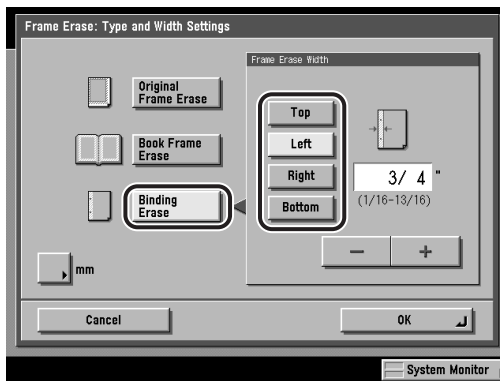 Frame Erase: Type and Width Settings
Frame Erase Width
Original
Frame Erase
Book Frame
Erase
Binding
Erase
Top
Left
Right
Bottom
3/ 4 "
(1/16-13/16)
− +
mm
Cancel
OK
System Monitor